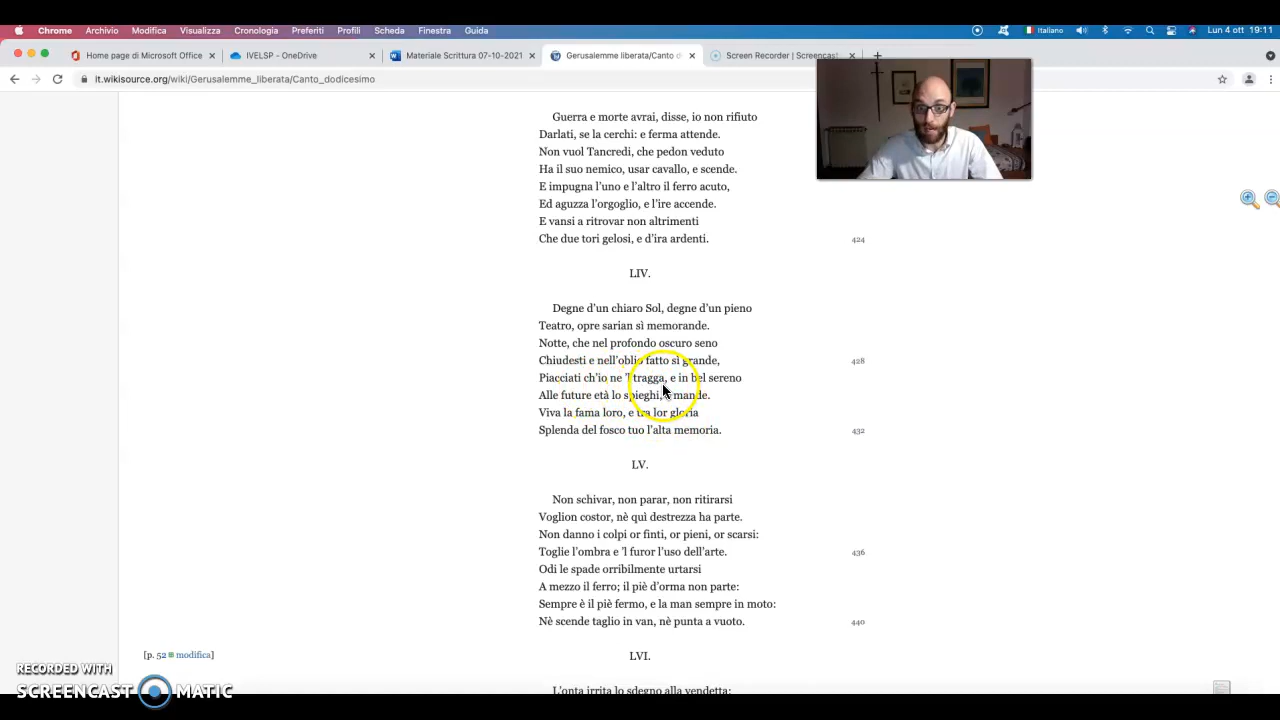 Chrome Archivio Modifica Visualizza Cronologia Preferiti Profili Scheda Finestra Guida Italiano Lun 4 ott 19:11
Home page di Microsoft Office IVELSP - OneDrive Materiale Scrittura 07-10-2021 Gerusalemme liberata/Canto d Screen Recorder | Screencast
it.wikisource.org/wiki/Gerusalemme_liberata/Canto_dodicesimo
Guerra e morte avrai, disse, io non rifiuto
Darlati, se la cerchi: e ferma attende.
Non vuol Tancredi, che pedon veduto
Ha il suo nemico, usar cavallo, e scende.
E impugna l’uno e l’altro il ferro acuto,
Ed aguzza l’orgoglio, e l’ire accende.
E vansi a ritrovar non altrimenti
Che due tori gelosi, e d’ira ardenti. 424
LIV.
Degne d’un chiaro Sol, degne d’un pieno
Teatro, opre sarian sì memorande.
Notte, che nel profondo oscuro seno
Chiudesti e nell’oblio fatto sì grande, 428
Piacciati ch’io ne ’l tragga, e in bel sereno
Alle future età lo spieghi, e mande.
Viva la fama loro, e tra lor gloria
Splenda del fosco tuo l’alta memoria. 432
LV.
Non schivar, non parar, non ritirarsi
Voglion costor, nè quì destrezza ha parte.
Non danno i colpi or finti, or pieni, or scarsi:
Toglie l’ombra e ’l furor l’uso dell’arte. 436
Odi le spade orribilmente urtarsi
A mezzo il ferro; il piè d’orma non parte:
Sempre è il piè fermo, e la man sempre in moto:
Nè scende taglio in van, nè punta a vuoto. 440
[p. 52 modifica]
LVI.
L’onta irrita lo sdegno alla vendetta:
RECORDED WITH
SCREENCAST MATIC